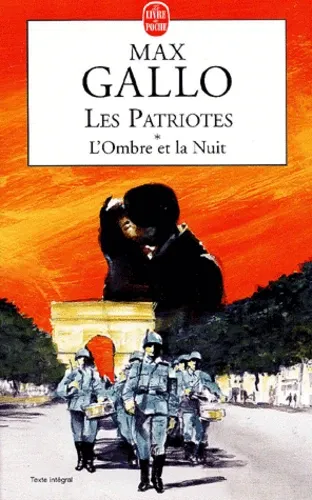 LE LIVRE
DE
POCHE
MAX
GALLO
LES PATRIOTES
*
L'Ombre et la Nuit
Texte intégral